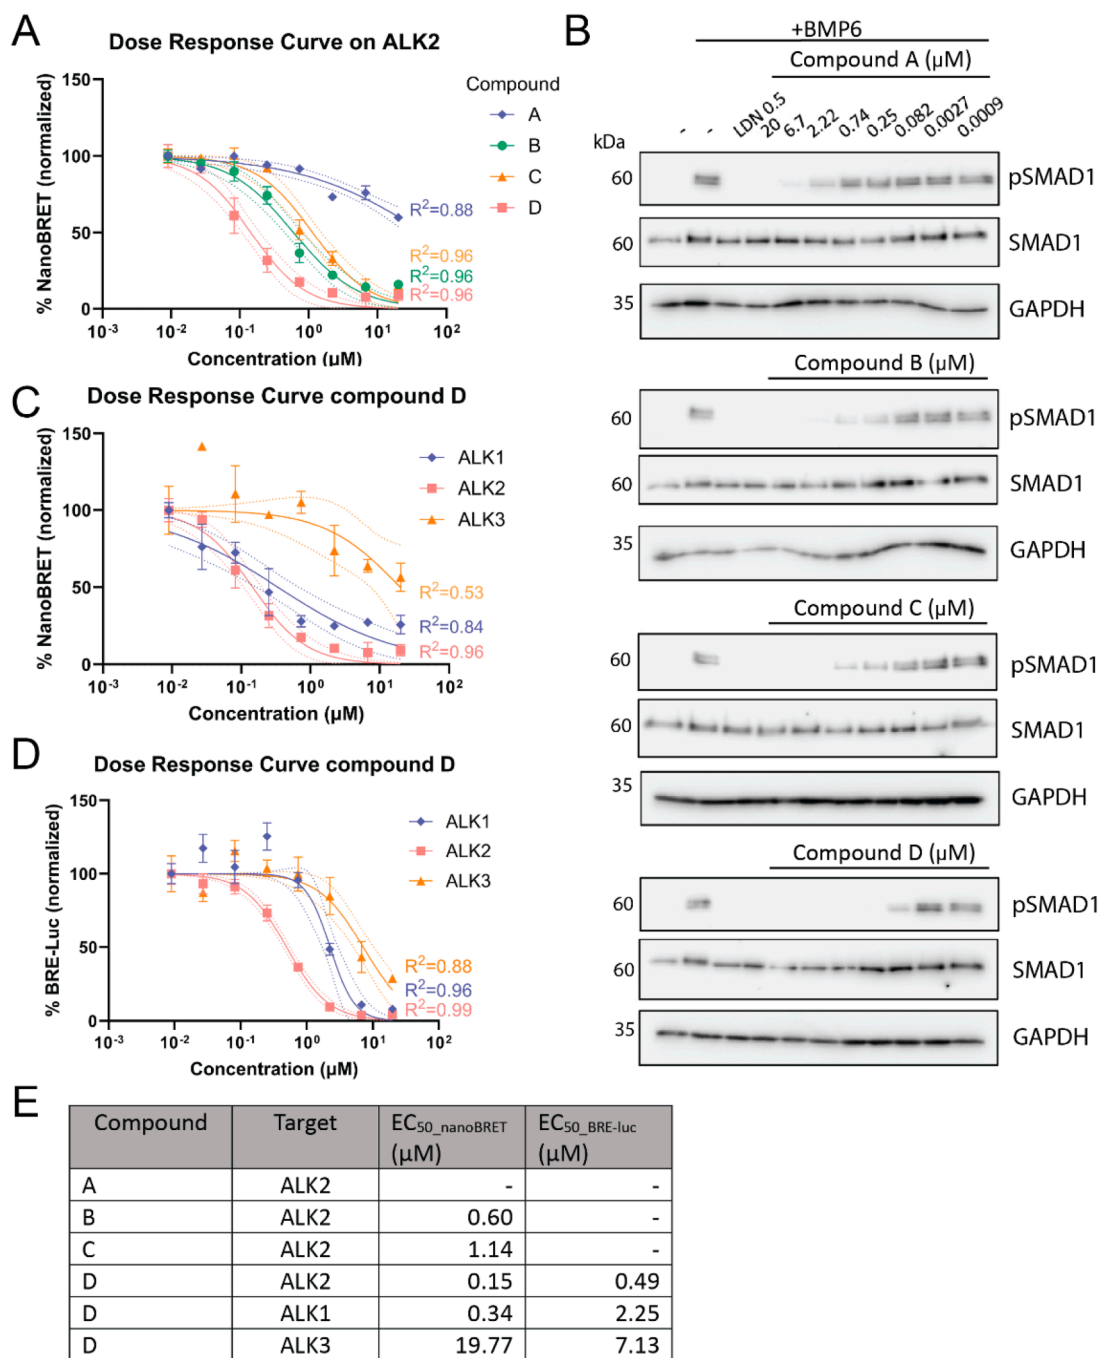 A
Dose Response Curve on ALK2
% NanoBRET (normalized)
150
100
50
0
10-3
10-2
10-1
100
101
102
Concentration (µM)
Compound
A
B
C
D
R2=0.88
R2=0.96
R2=0.96
R2=0.96
B
+BMP6
Compound A (µM)
kDa
-
-
LDN 0.5
20
6.7
2.22
0.74
0.25
0.082
0.0027
0.0009
60
pSMAD1
60
SMAD1
35
GAPDH
Compound B (µM)
60
pSMAD1
60
SMAD1
35
GAPDH
Compound C (µM)
60
pSMAD1
60
SMAD1
35
GAPDH
Compound D (µM)
60
pSMAD1
60
SMAD1
35
GAPDH
C
Dose Response Curve compound D
% NanoBRET (normalized)
150
100
50
0
10-3
10-2
10-1
100
101
102
Concentration (µM)
ALK1
ALK2
ALK3
R2=0.53
R2=0.84
R2=0.96
D
Dose Response Curve compound D
% BRE-Luc (normalized)
150
100
50
0
10-3
10-2
10-1
100
101
102
Concentration (µM)
ALK1
ALK2
ALK3
R2=0.88
R2=0.96
R2=0.99
E
Compound Target EC50_nanoBRET (µM) EC50_BRE-luc (µM)
A ALK2 - -
B ALK2 0.60 -
C ALK2 1.14 -
D ALK2 0.15 0.49
D ALK1 0.34 2.25
D ALK3 19.77 7.13